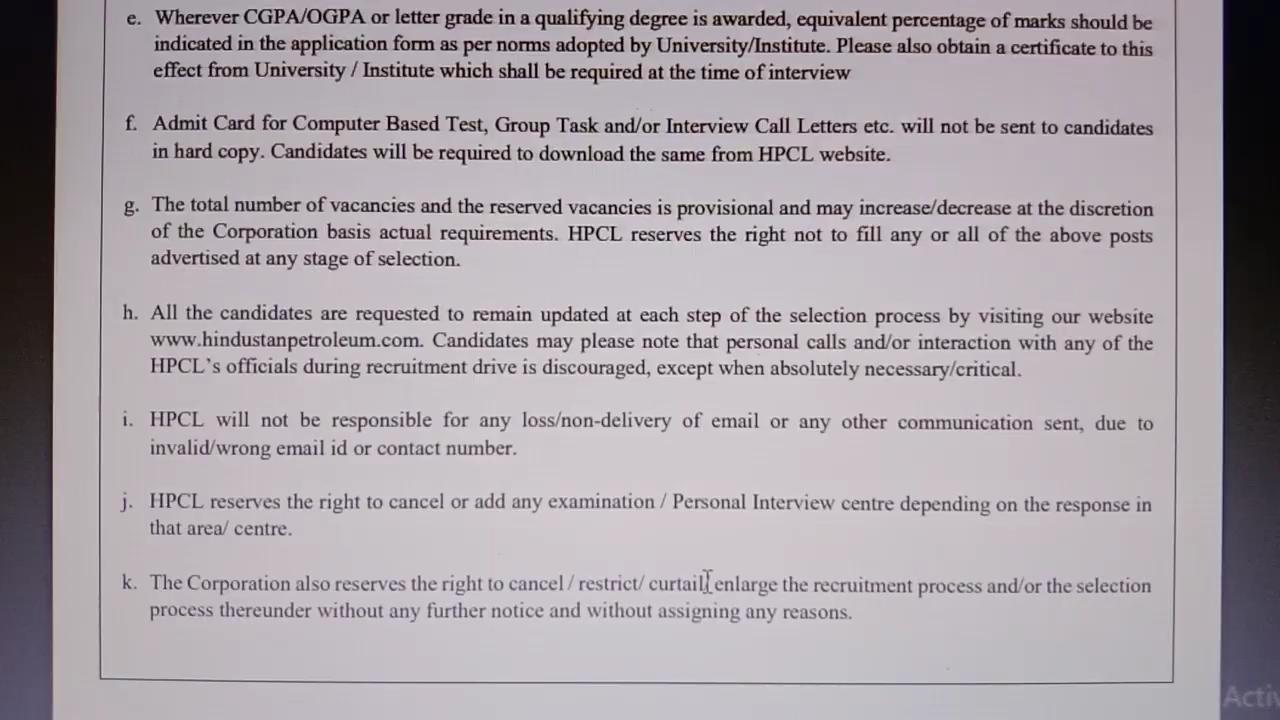 e. Wherever CGPA/OGPA or letter grade in a qualifying degree is awarded, equivalent percentage of marks should be
indicated in the application form as per norms adopted by University/Institute. Please also obtain a certificate to this
effect from University / Institute which shall be required at the time of interview
f. Admit Card for Computer Based Test, Group Task and/or Interview Call Letters etc. will not be sent to candidates
in hard copy. Candidates will be required to download the same from HPCL website.
g. The total number of vacancies and the reserved vacancies is provisional and may increase/decrease at the discretion
of the Corporation basis actual requirements. HPCL reserves the right not to fill any or all of the above posts
advertised at any stage of selection.
h. All the candidates are requested to remain updated at each step of the selection process by visiting our website
www.hindustanpetroleum.com. Candidates may please note that personal calls and/or interaction with any of the
HPCL's officials during recruitment drive is discouraged, except when absolutely necessary/critical.
i. HPCL will not be responsible for any loss/non-delivery of email or any other communication sent, due to
invalid/wrong email id or contact number.
j. HPCL reserves the right to cancel or add any examination / Personal Interview centre depending on the response in
that area/ centre.
k. The Corporation also reserves the right to cancel / restrict/ curtail/ enlarge the recruitment process and/or the selection
process thereunder without any further notice and without assigning any reasons.